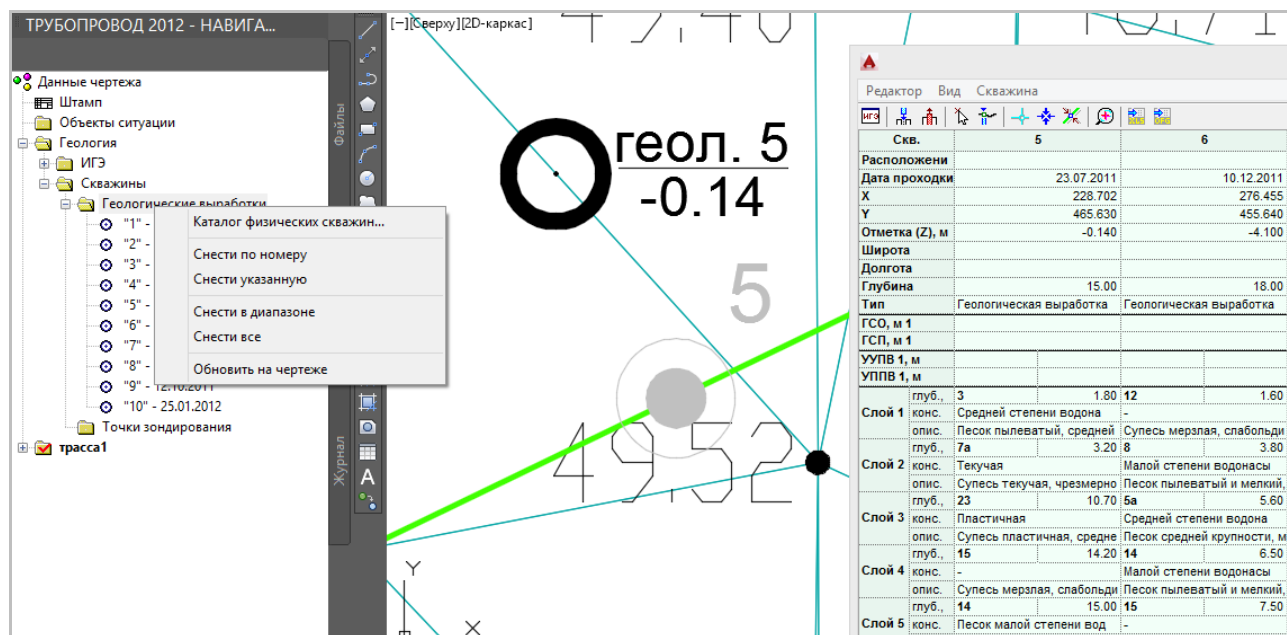 ТРУБОПРОВОД 2012 - НАВИГА...
Данные чертежа
Штамп
Объекты ситуации
Геология
ИГЭ
Скважины
Геологические выработки
"1" -
"2" -
"3" -
"4" -
"5" -
"6" -
"7" -
"8" -
"9" - 12.10.2011
"10" - 25.01.2012
Точки зондирования
трасса1
Каталог физических скважин...
Снести по номеру
Снести указанную
Снести в диапазоне
Снести все
Обновить на чертеже
Файлы
Журнал
[−][Сверху][2D-каркас]
геол. 5
-0.14
5
49,52
Y
X
Редактор Вид Скважина
ИГЭ
Скв. 5 6
Расположени
Дата проходки 23.07.2011 10.12.2011
X 228.702 276.455
Y 465.630 455.640
Отметка (Z), м -0.140 -4.100
Широта
Долгота
Глубина 15.00 18.00
Тип Геологическая выработка Геологическая выработка
ГСО, м 1
ГСП, м 1
УУПВ 1, м
УППВ 1, м
Слой 1 глуб., 3 1.80 12 1.60
конс. Средней степени водона -
опис. Песок пылеватый, средней Супесь мерзлая, слабольди
Слой 2 глуб., 7а 3.20 8 3.80
конс. Текучая Малой степени водонасы
опис. Супесь текучая, чрезмерно Песок пылеватый и мелкий,
Слой 3 глуб., 23 10.70 5а 5.60
конс. Пластичная Средней степени водона
опис. Супесь пластичная, средне Песок средней крупности, м
Слой 4 глуб., 15 14.20 14 6.50
конс. - Малой степени водонасы
опис. Супесь мерзлая, слабольди Песок пылеватый и мелкий,
Слой 5 глуб., 14 15.00 15 7.50
конс. Песок малой степени вод -